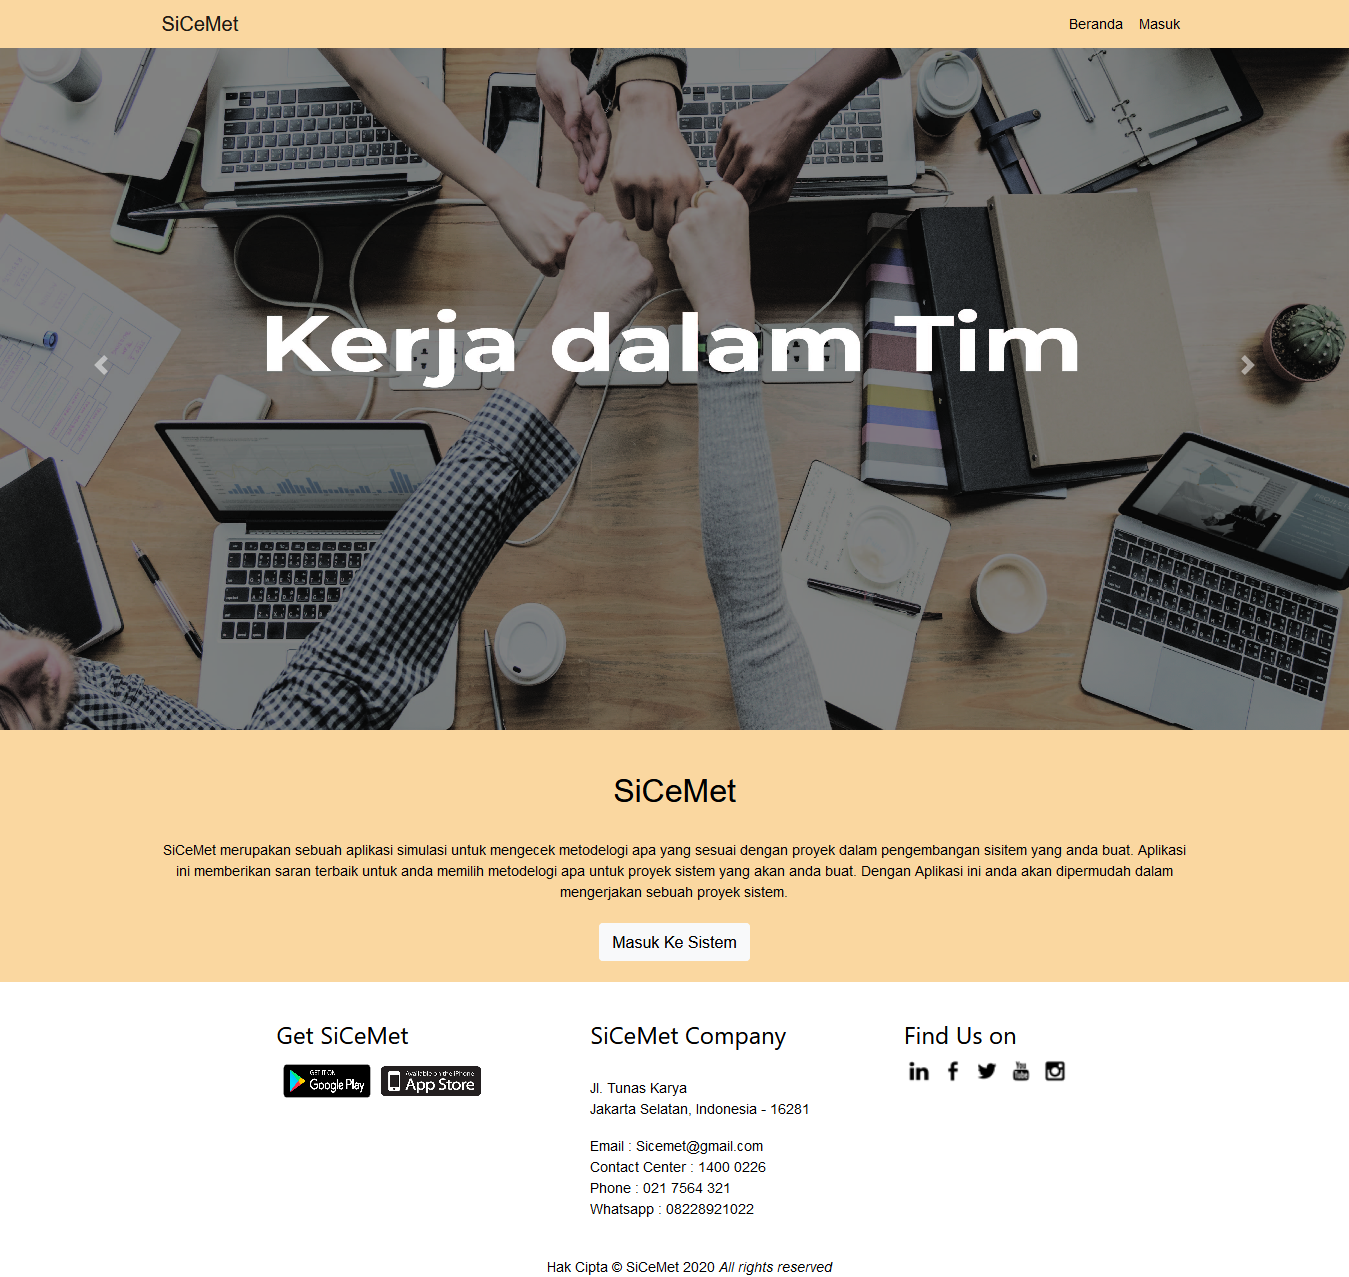 SiCeMet
Beranda Masuk
Kerja dalam Tim
SiCeMet
SiCeMet merupakan sebuah aplikasi simulasi untuk mengecek metodelogi apa yang sesuai dengan proyek dalam pengembangan sisitem yang anda buat. Aplikasi
ini memberikan saran terbaik untuk anda memilih metodelogi apa untuk proyek sistem yang akan anda buat. Dengan Aplikasi ini anda akan dipermudah dalam
mengerjakan sebuah proyek sistem.
Masuk Ke Sistem
Get SiCeMet
GET IT ON
Google Play
Available on the iPhone
App Store
SiCeMet Company
Jl. Tunas Karya
Jakarta Selatan, Indonesia - 16281
Email : Sicemet@gmail.com
Contact Center : 1400 0226
Phone : 021 7564 321
Whatsapp : 08228921022
Find Us on
in f You Tube
Hak Cipta © SiCeMet 2020 All rights reserved